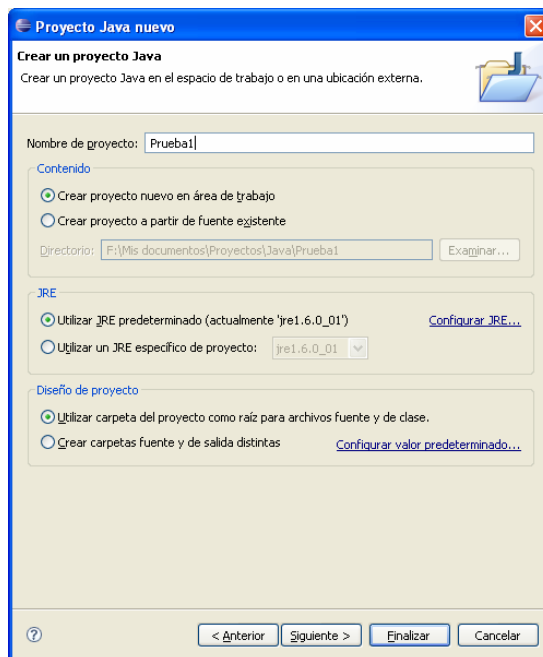 Proyecto Java nuevo
Crear un proyecto Java
Crear un proyecto Java en el espacio de trabajo o en una ubicación externa.
Nombre de proyecto: Prueba1
Contenido
Crear proyecto nuevo en área de trabajo
Crear proyecto a partir de fuente existente
Directorio: F:\Mis documentos\Proyectos\Java\Prueba1 Examinar...
JRE
Utilizar JRE predeterminado (actualmente 'jre1.6.0_01') Configurar JRE...
Utilizar un JRE específico de proyecto: jre1.6.0_01
Diseño de proyecto
Utilizar carpeta del proyecto como raíz para archivos fuente y de clase.
Crear carpetas fuente y de salida distintas Configurar valor predeterminado...
? < Anterior Siguiente > Finalizar Cancelar